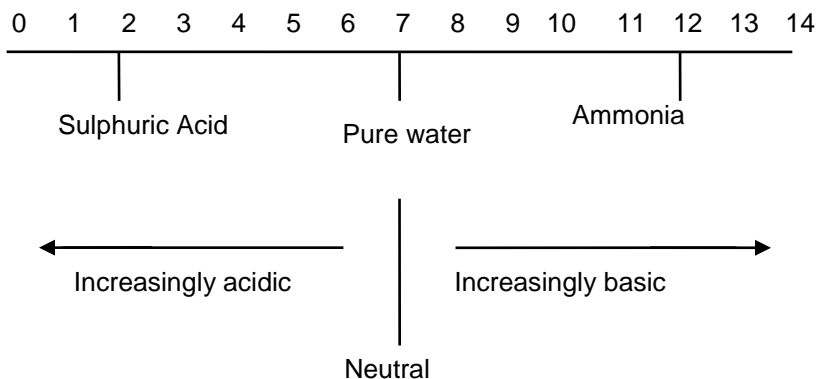 0 1 2 3 4 5 6 7 8 9 10 11 12 13 14
Sulphuric Acid Pure water Ammonia
Increasingly acidic Increasingly basic
Neutral